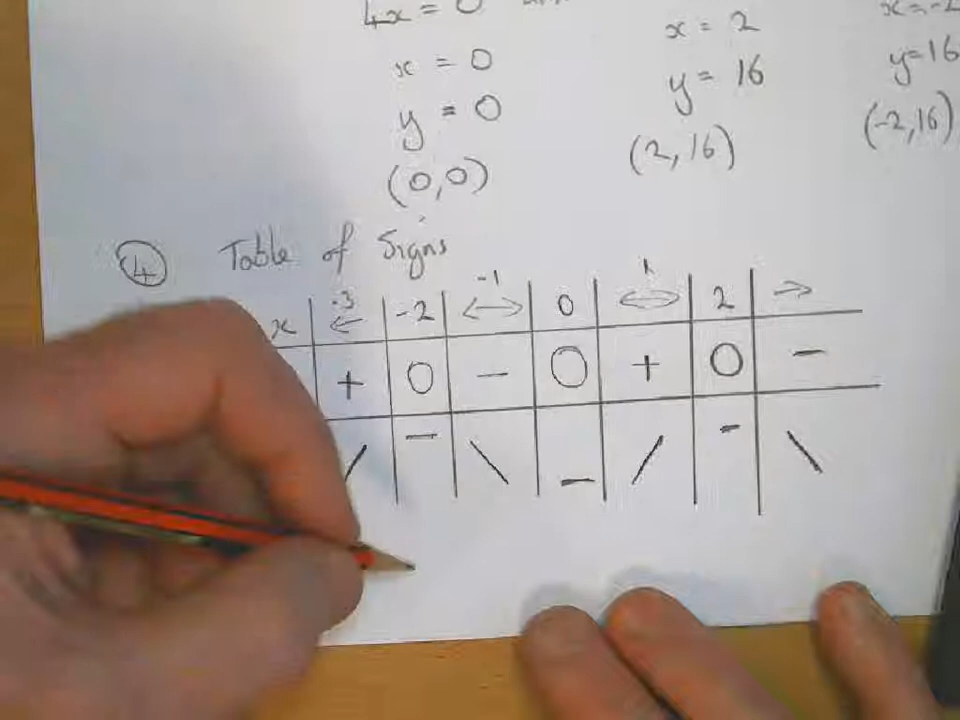 4x = 0
x = 0 x = 2 x=-2
y = 0 y = 16 y=16
(0,0) (2,16) (-2,16)
④ Table of Signs
-3 -1 1
x ← -2 ↔ 0 ↔ 2 →
+ 0 − 0 + 0 −
/ − \ − / − \